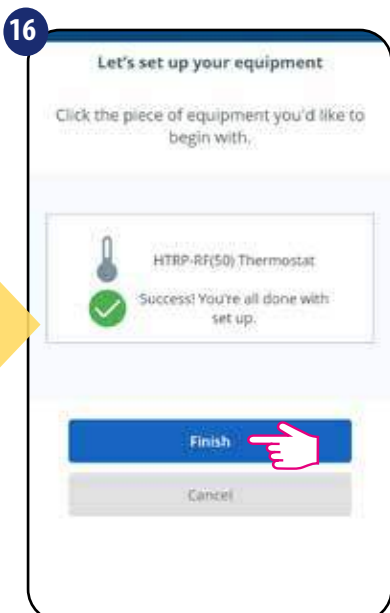 16
Let's set up your equipment
Click the piece of equipment you'd like to
begin with.
HTRP-RF(50) Thermostat
Success! You're all done with
set up.
Finish
Cancel